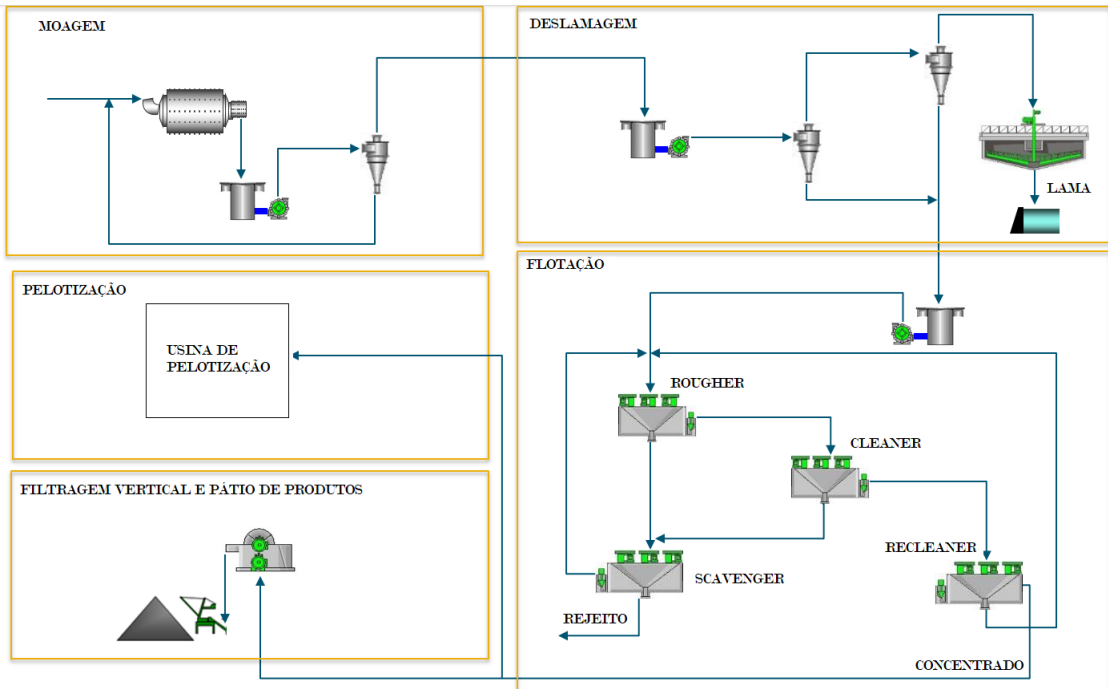 MOAGEM
DESLAMAGEM
LAMA
PELOTIZAÇÃO
USINA DE
PELOTIZAÇÃO
FLOTAÇÃO
ROUGHER
CLEANER
RECLEANER
SCAVENGER
REJEITO
CONCENTRADO
FILTRAGEM VERTICAL E PÁTIO DE PRODUTOS